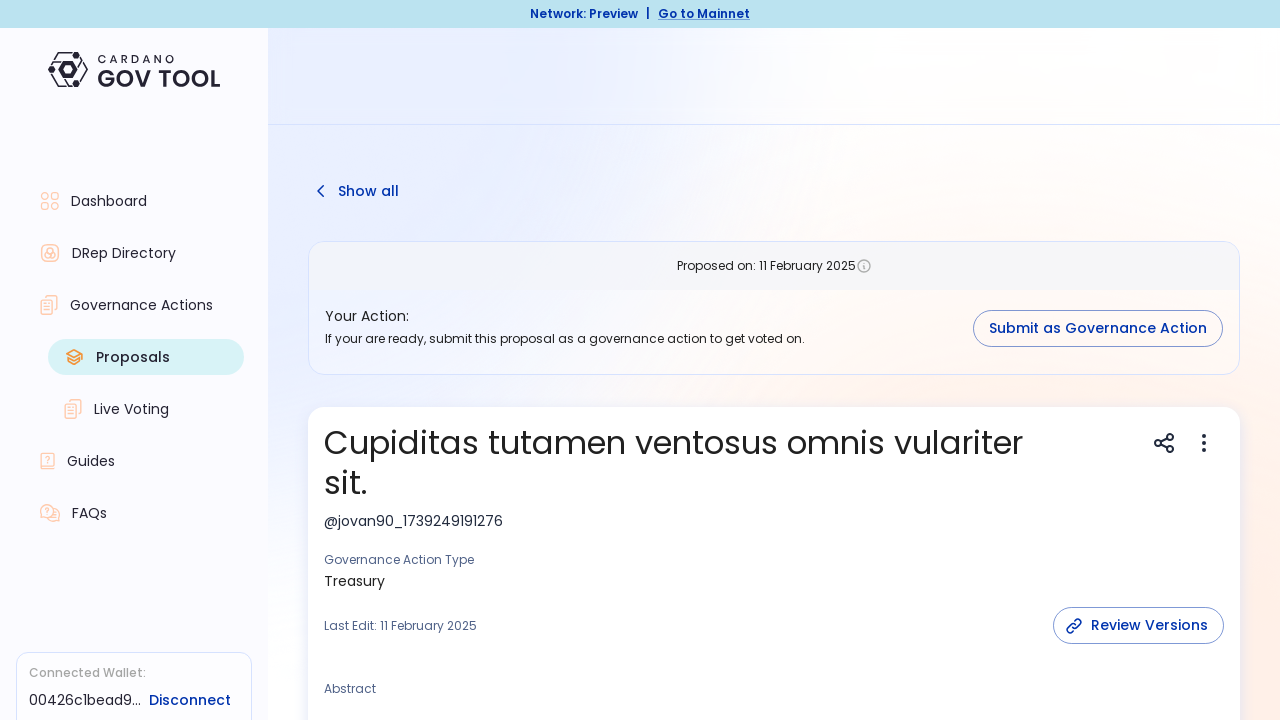 Network: Preview | Go to Mainnet
CARDANO
GOV TOOL
Dashboard
DRep Directory
Governance Actions
Proposals
Live Voting
Guides
FAQs
Connected Wallet:
00426c1bead9... Disconnect
Show all
Proposed on: 11 February 2025
Your Action:
If your are ready, submit this proposal as a governance action to get voted on.
Submit as Governance Action
Cupiditas tutamen ventosus omnis vulariter
sit.
@jovan90_1739249191276
Governance Action Type
Treasury
Last Edit: 11 February 2025
Review Versions
Abstract